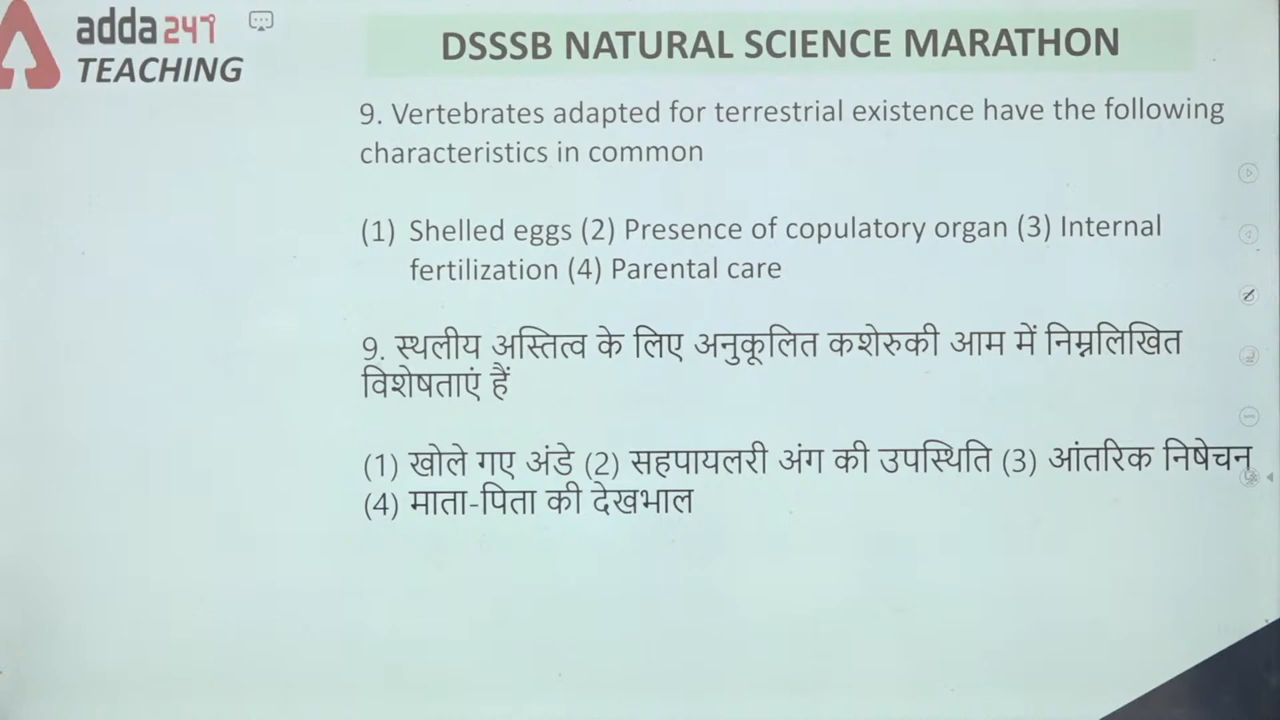 adda247
TEACHING
DSSSB NATURAL SCIENCE MARATHON
9. Vertebrates adapted for terrestrial existence have the following
characteristics in common
(1) Shelled eggs (2) Presence of copulatory organ (3) Internal
fertilization (4) Parental care
9. स्थलीय अस्तित्व के लिए अनुकूलित कशेरुकी आम में निम्नलिखित
विशेषताएं हैं
(1) खोले गए अंडे (2) सहपायलरी अंग की उपस्थिति (3) आंतरिक निषेचन
(4) माता-पिता की देखभाल